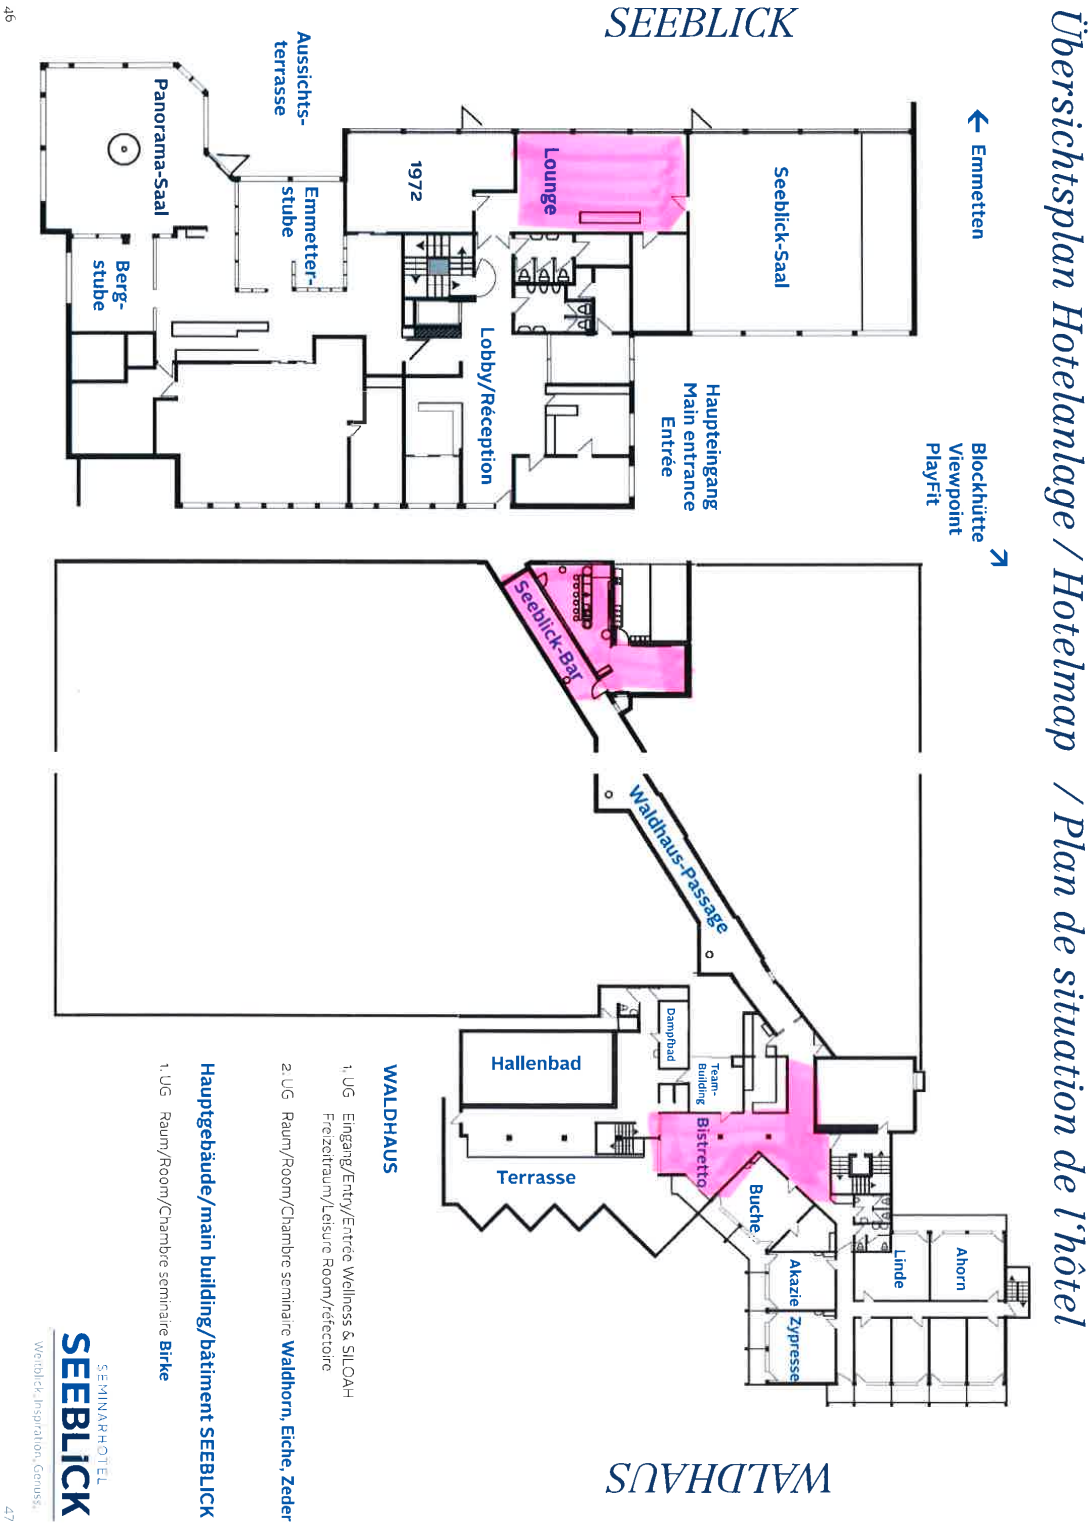 Übersichtsplan Hotelanlage / Hotelmap / Plan de situation de l'hôtel
SEEBLICK
WALDHAUS
← Emmetten
Blockhütte
Viewpoint
PlayFit
Seeblick-Saal
Haupteingang
Main entrance
Entrée
Lounge
1972
Lobby/Réception
Aussichts-
terrasse
Emmetter-
stube
Panorama-Saal
Berg-
stube
Seeblick-Bar
Waldhaus-Passage
Dampfbad
Team-
Building
Hallenbad
Bistretto
Terrasse
Buche
Akazie
Zypresse
Linde
Ahorn
WALDHAUS
1. UG Eingang/Entry/Entrée Wellness & SILOAH
Freizeitraum/Leisure Room/réfectoire
2. UG Raum/Room/Chambre seminaire Waldhorn, Eiche, Zeder
Hauptgebäude/main building/bâtiment SEEBLICK
1. UG Raum/Room/Chambre seminaire Birke
SEMINARHOTEL
SEEBLiCK
Weitblick, Inspiration, Genuss.
46
47